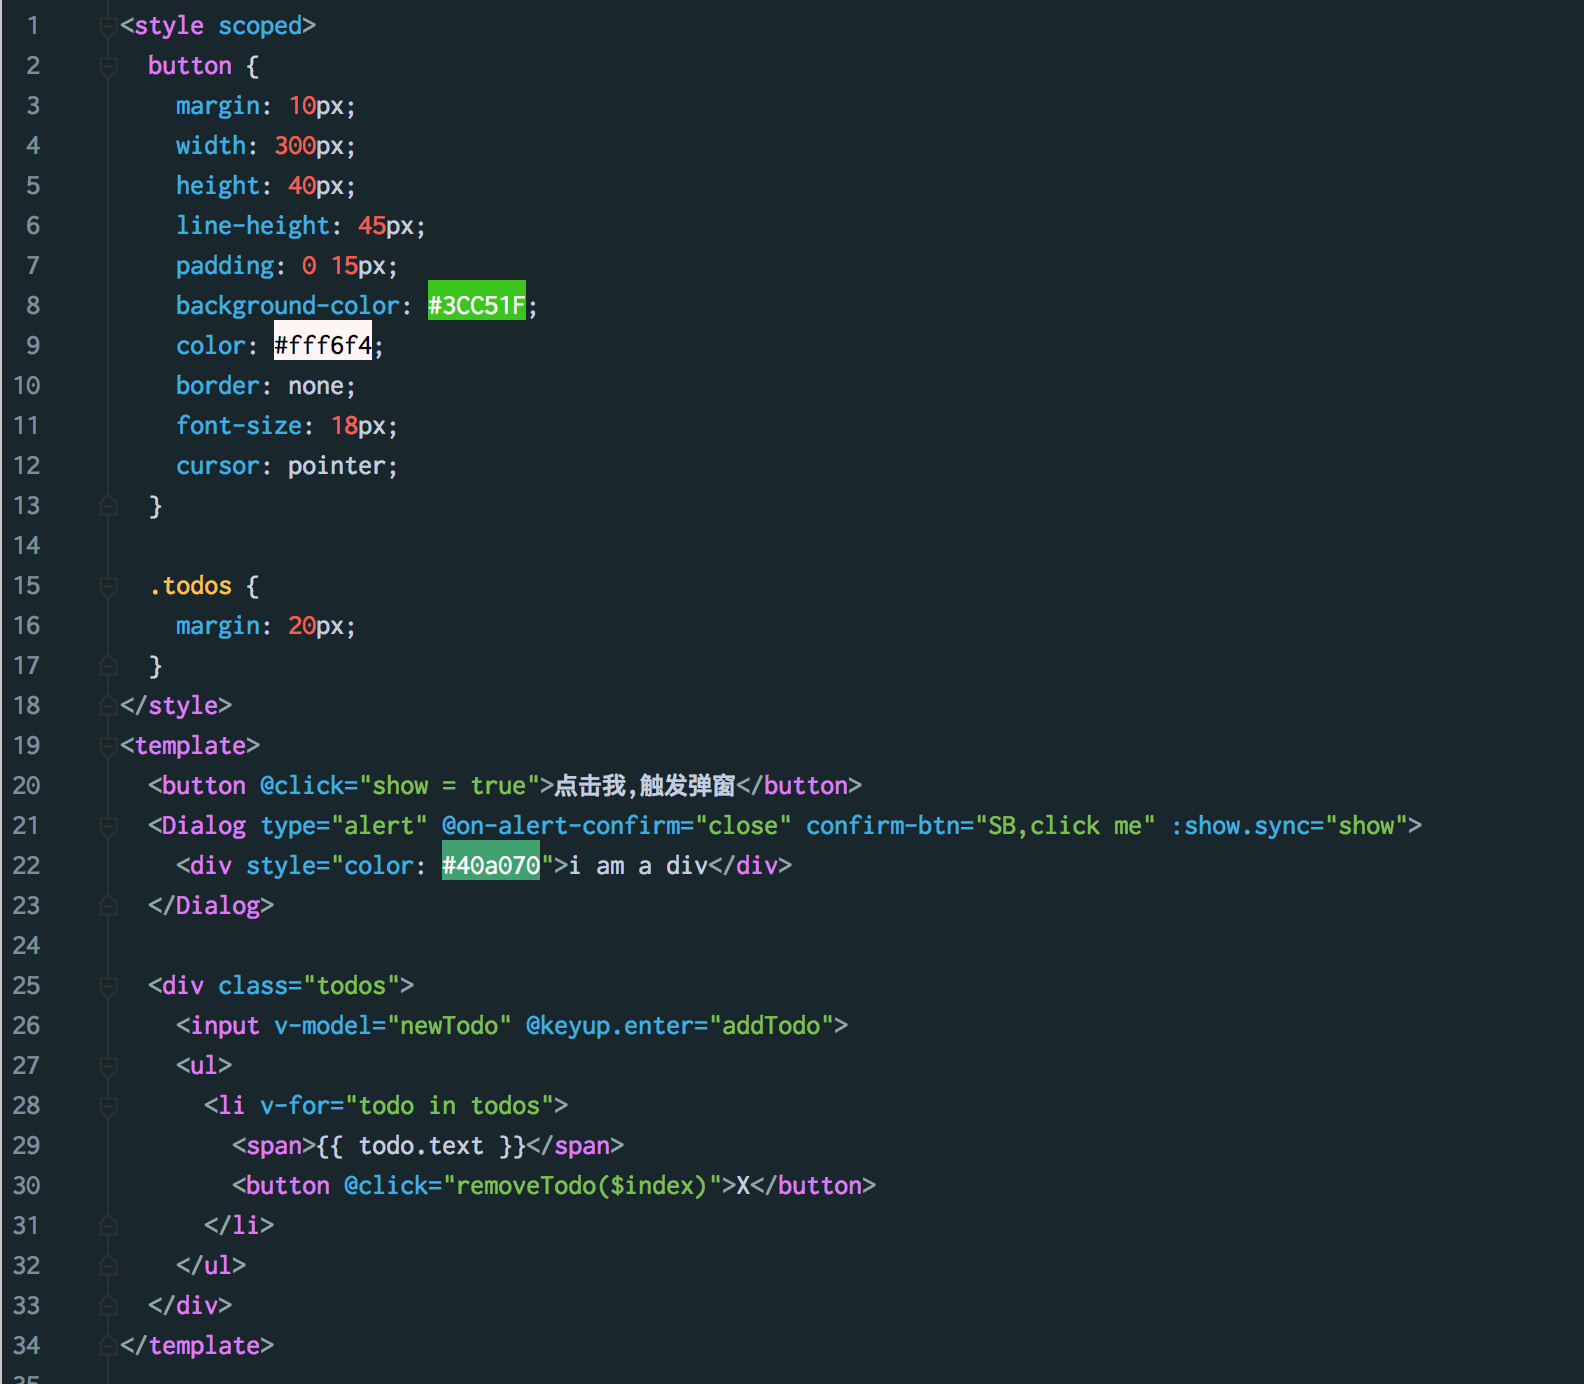 1 <style scoped>
2 button {
3 margin: 10px;
4 width: 300px;
5 height: 40px;
6 line-height: 45px;
7 padding: 0 15px;
8 background-color: #3CC51F;
9 color: #fff6f4;
10 border: none;
11 font-size: 18px;
12 cursor: pointer;
13 }
14
15 .todos {
16 margin: 20px;
17 }
18 </style>
19 <template>
20 <button @click="show = true">点击我,触发弹窗</button>
21 <Dialog type="alert" @on-alert-confirm="close" confirm-btn="SB,click me" :show.sync="show">
22 <div style="color: #40a070">i am a div</div>
23 </Dialog>
24
25 <div class="todos">
26 <input v-model="newTodo" @keyup.enter="addTodo">
27 <ul>
28 <li v-for="todo in todos">
29 <span>{{ todo.text }}</span>
30 <button @click="removeTodo($index)">X</button>
31 </li>
32 </ul>
33 </div>
34 </template>
35